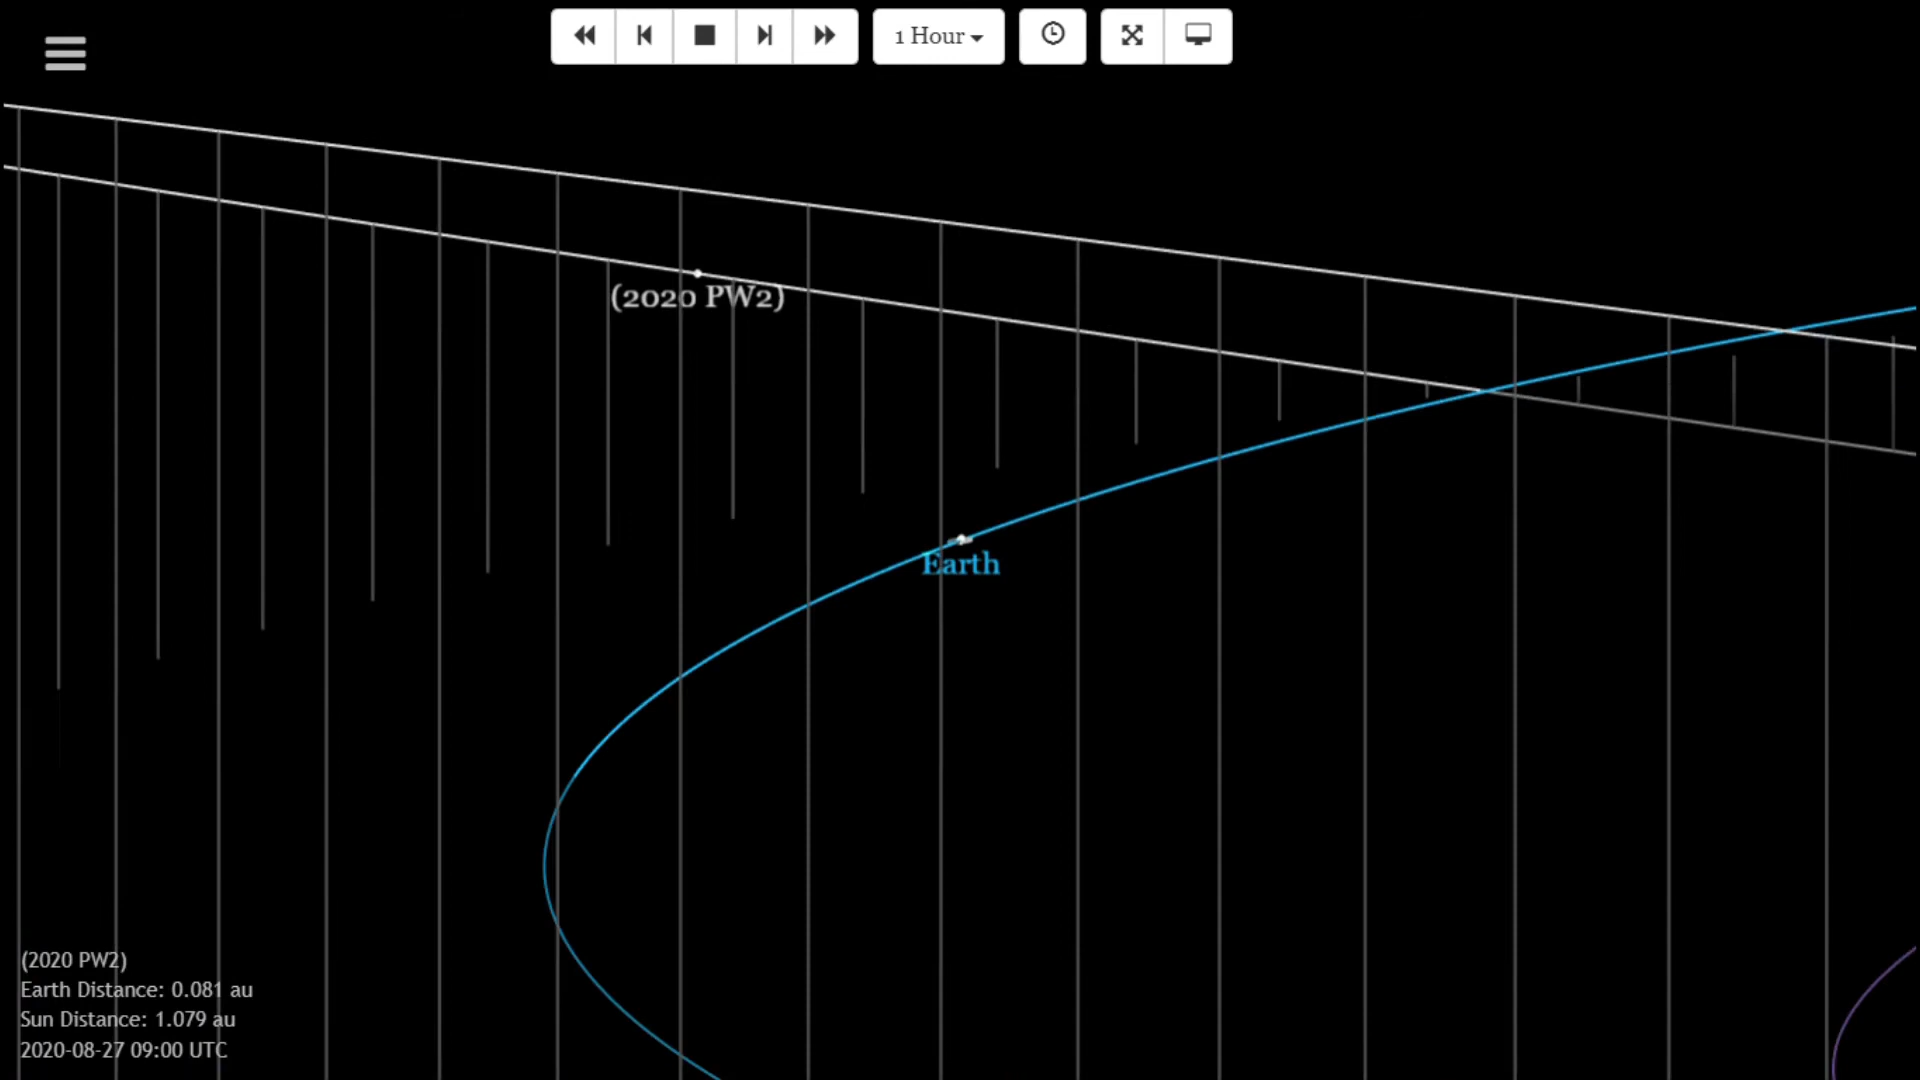 1 Hour
(2020 PW2)
Earth
(2020 PW2)
Earth Distance: 0.081 au
Sun Distance: 1.079 au
2020-08-27 09:00 UTC